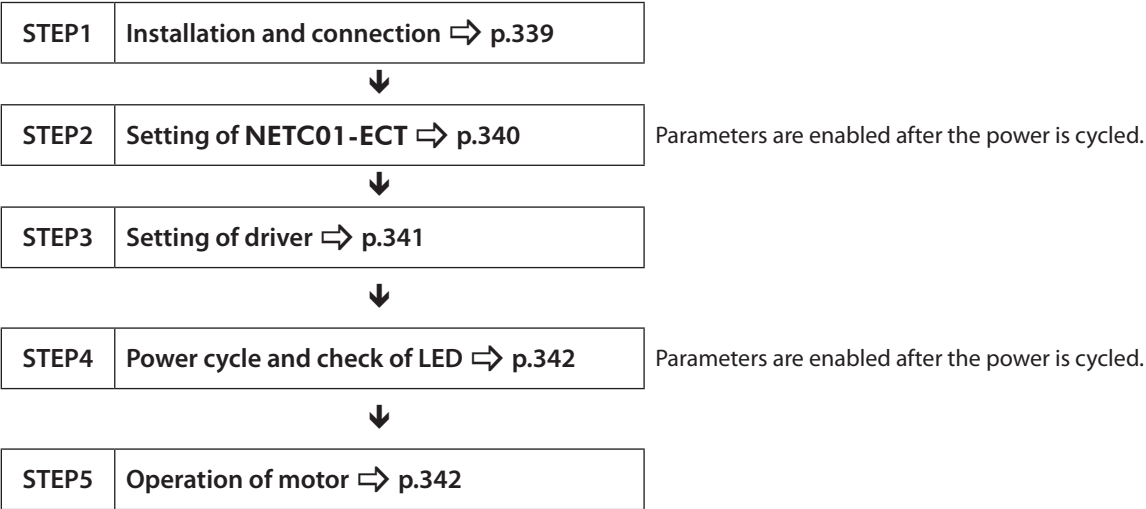 STEP1 Installation and connection ⇨ p.339
STEP2 Setting of NETC01-ECT ⇨ p.340 Parameters are enabled after the power is cycled.
STEP3 Setting of driver ⇨ p.341
STEP4 Power cycle and check of LED ⇨ p.342 Parameters are enabled after the power is cycled.
STEP5 Operation of motor ⇨ p.342